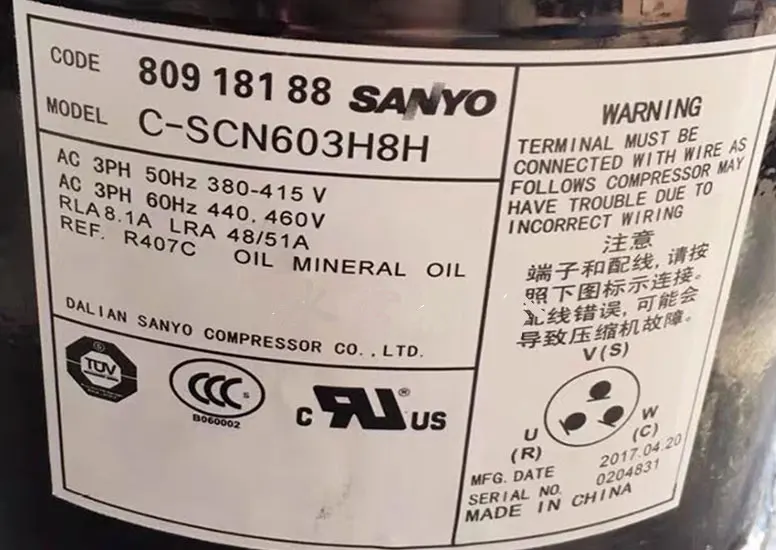 CODE 809 181 88 SANYO
MODEL C-SCN603H8H
AC 3PH 50Hz 380-415 V
AC 3PH 60Hz 440. 460V
RLA8.1A LRA 48/51A
REF. R407C OIL MINERAL OIL
DALIAN SANYO COMPRESSOR CO.,LTD.
TÜV
CCC S
B060002
C UR ® US
WARNING
TERMINAL MUST BE
CONNECTED WITH WIRE AS
FOLLOWS COMPRESSOR MAY
HAVE TROUBLE DUE TO
INCORRECT WIRING
注意
端子和配线,请按
照下图标示连接。
配线错误,可能会
导致压缩机故障。
V(S)
U
(R)
W
(C)
MFG. DATE 2017.04.20
SERIAL NO. 0204831
MADE IN CHINA